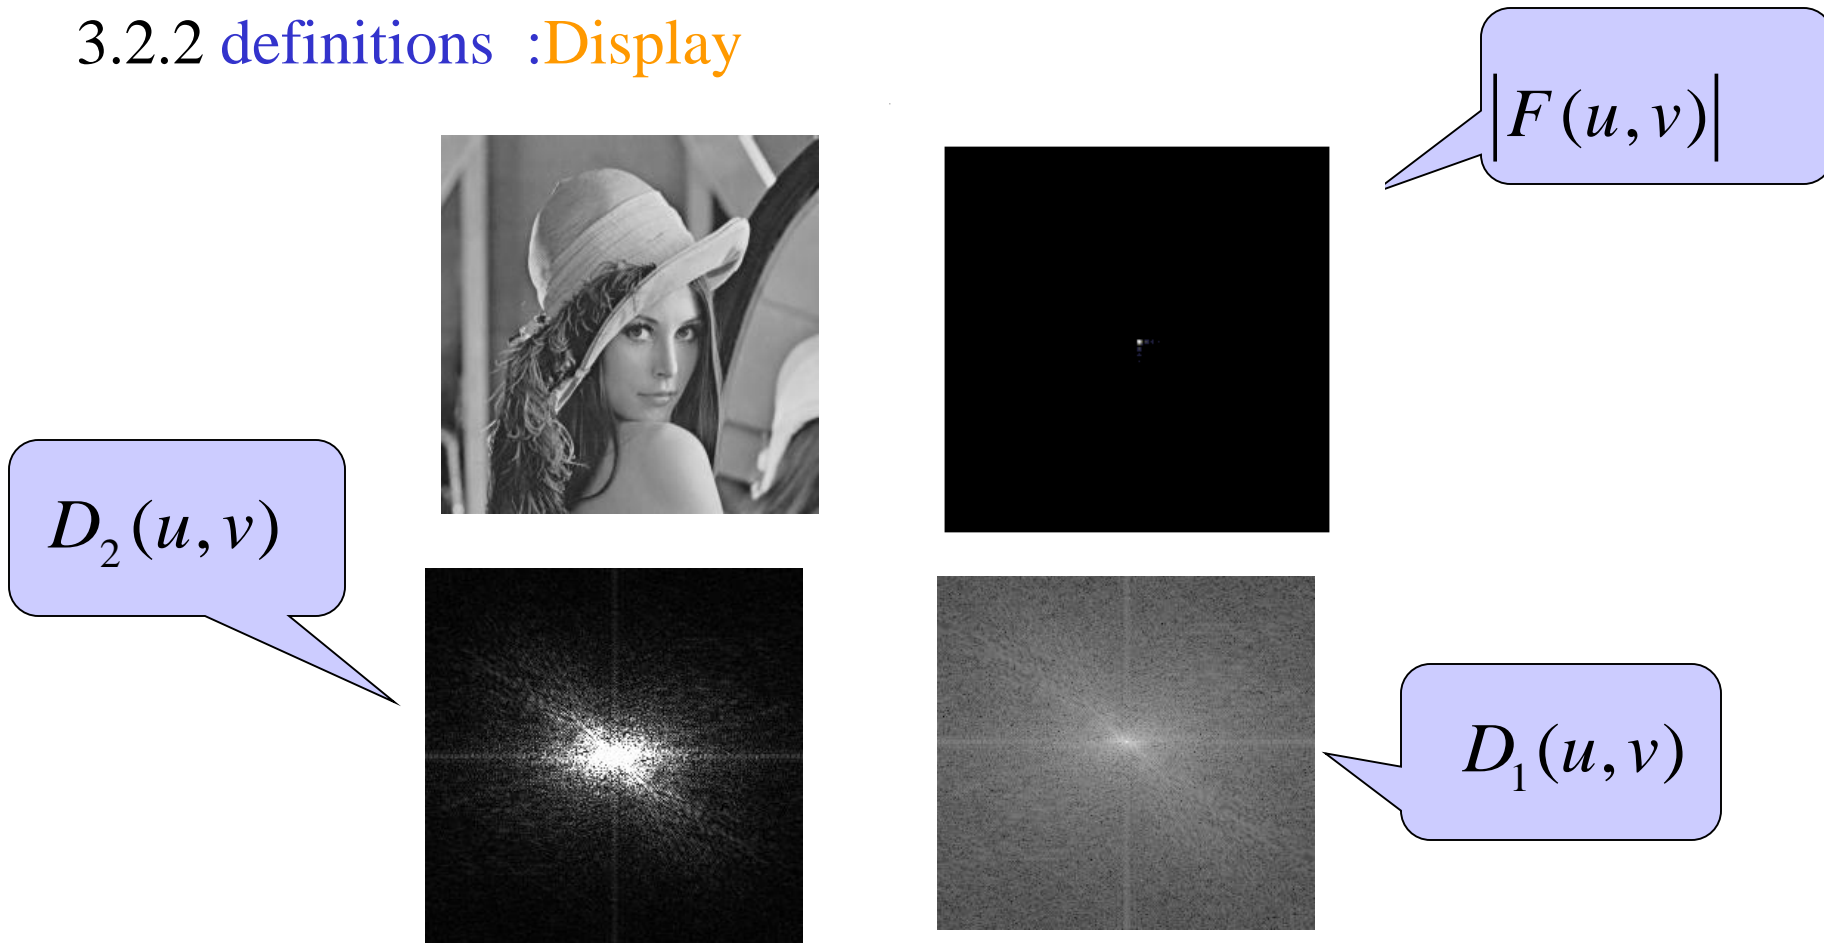 3.2.2 definitions :Display
|F(u,v)|
D₂(u,v)
D₁(u,v)